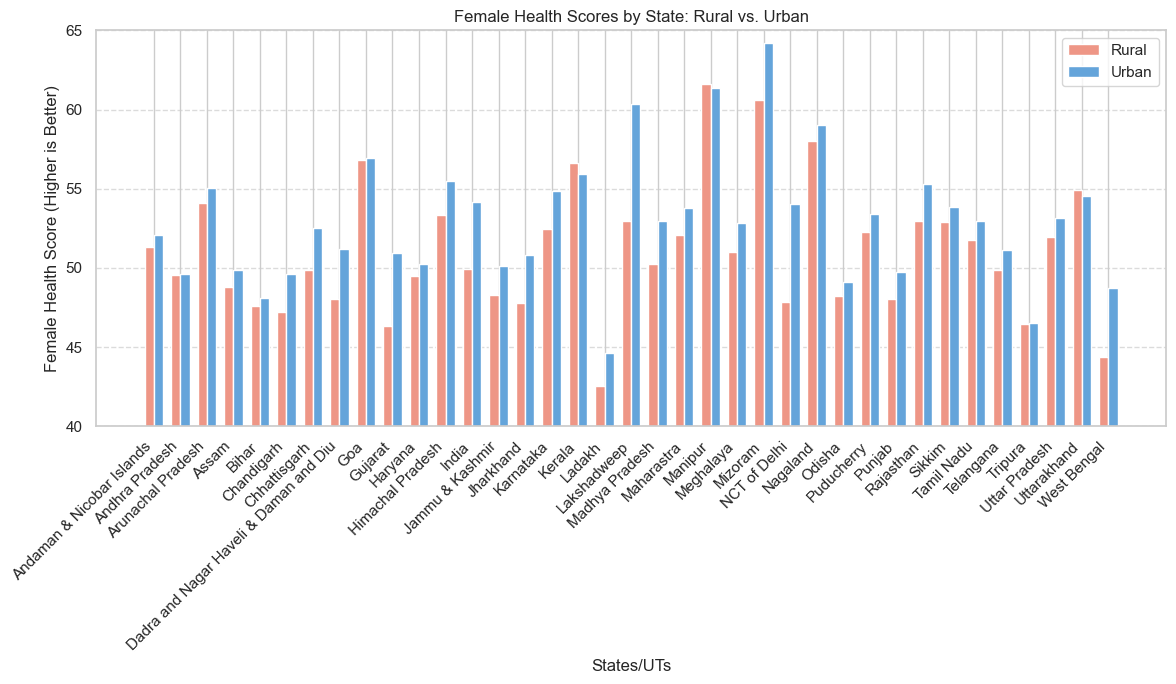 Female Health Scores by State: Rural vs. Urban
Rural
Urban
Female Health Score (Higher is Better)
65
60
55
50
45
40
Andaman & Nicobar Islands
Andhra Pradesh
Arunachal Pradesh
Assam
Bihar
Chandigarh
Chhattisgarh
Dadra and Nagar Haveli & Daman and Diu
Goa
Gujarat
Haryana
Himachal Pradesh
India
Jammu & Kashmir
Jharkhand
Karnataka
Kerala
Ladakh
Lakshadweep
Madhya Pradesh
Maharastra
Manipur
Meghalaya
Mizoram
NCT of Delhi
Nagaland
Odisha
Puducherry
Punjab
Rajasthan
Sikkim
Tamil Nadu
Telangana
Tripura
Uttar Pradesh
Uttarakhand
West Bengal
States/UTs